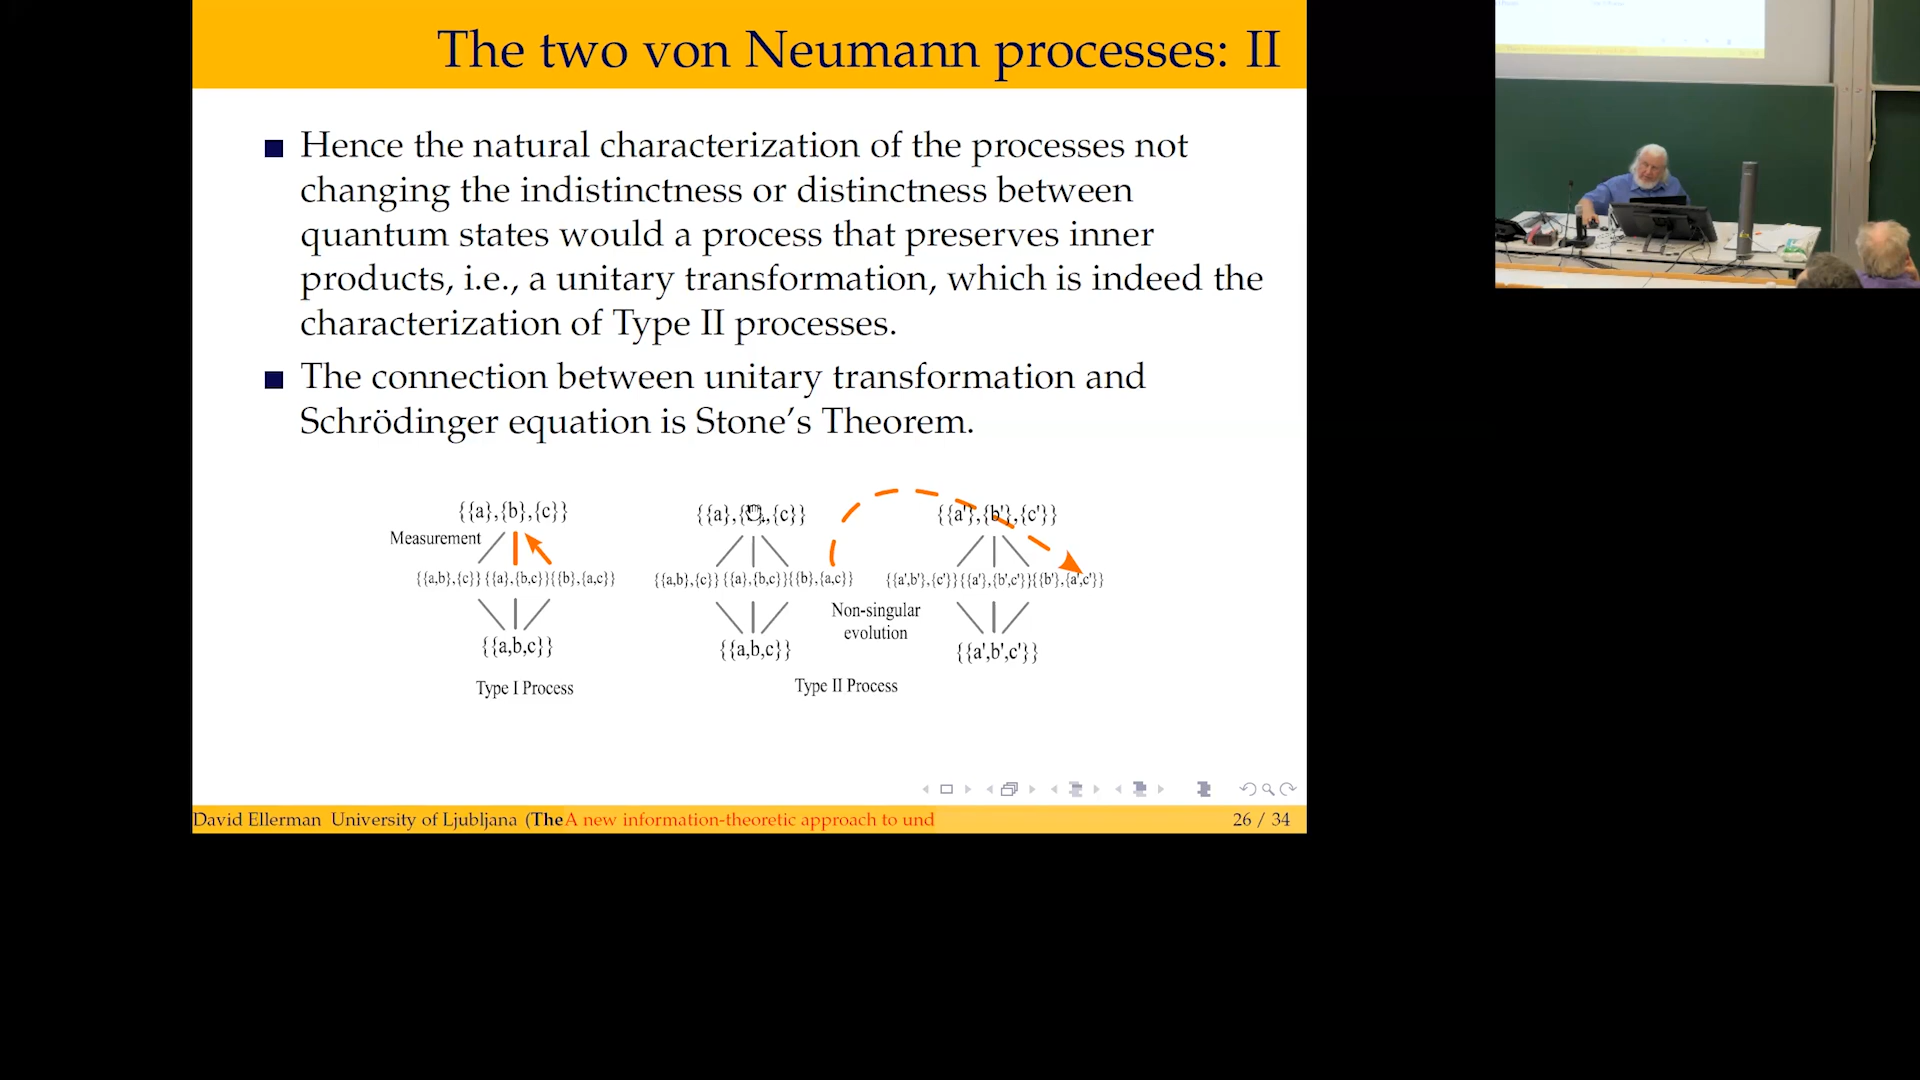 The two von Neumann processes: II
Hence the natural characterization of the processes not
changing the indistinctness or distinctness between
quantum states would a process that preserves inner
products, i.e., a unitary transformation, which is indeed the
characterization of Type II processes.
The connection between unitary transformation and
Schrödinger equation is Stone's Theorem.
{{a},{b},{c}}
Measurement
{{a,b},{c}} {{a},{b,c}} {{b},{a,c}}
{{a,b,c}}
Type I Process
{{a},{ },{c}}
{{a,b},{c}} {{a},{b,c}} {{b},{a,c}}
{{a,b,c}}
Non-singular
evolution
Type II Process
{{a'},{b'},{c'}}
{{a',b'},{c'}} {{a'},{b',c'}} {{b'},{a',c'}}
{{a',b',c'}}
David Ellerman University of Ljubljana (The A new information-theoretic approach to und 26 / 34